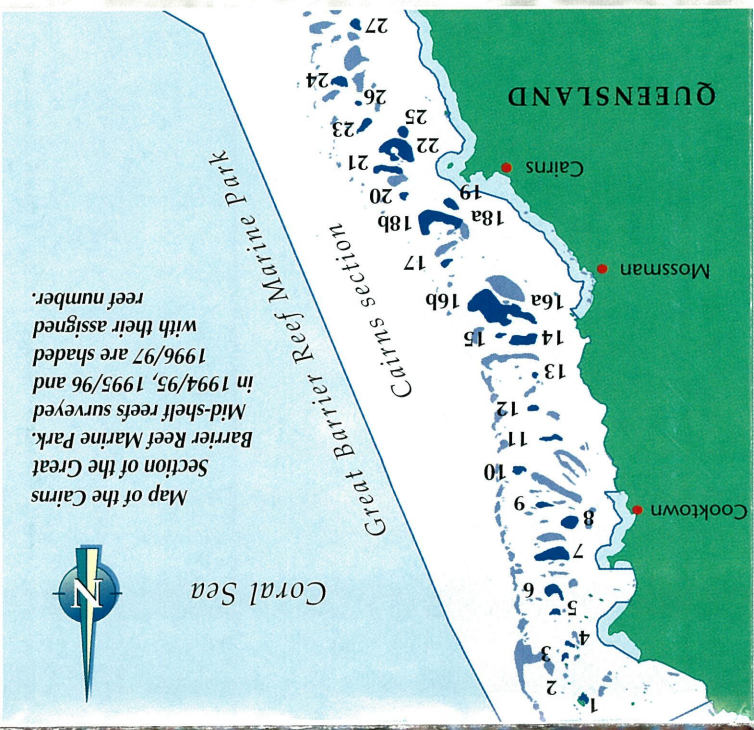 1
2
3
4
5
6
7
8
9
10
11
12
13
14
15
16a
16b
17
18a
18b
19
20
21
22
23
24
25
26
27
Cooktown
Mossman
Cairns
QUEENSLAND
Coral Sea
Great Barrier Reef Marine Park
Cairns section
N
Map of the Cairns
Section of the Great
Barrier Reef Marine Park.
Mid-shelf reefs surveyed
in 1994/95, 1995/96 and
1996/97 are shaded
with their assigned
reef number.